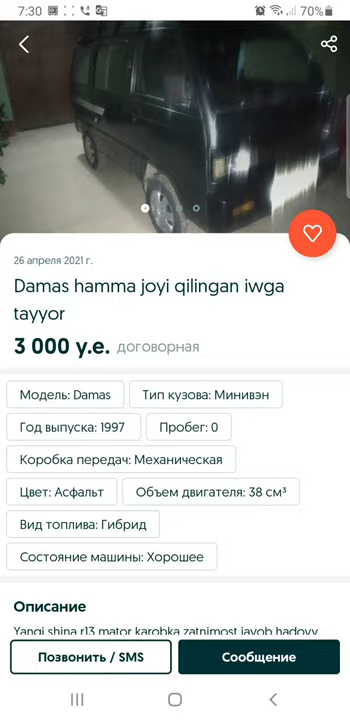 7:30
70%
26 апреля 2021 г.
Damas hamma joyi qilingan iwga
tayyor
3 000 у.е. договорная
Модель: Damas Тип кузова: Минивэн
Год выпуска: 1997 Пробег: 0
Коробка передач: Механическая
Цвет: Асфальт Объем двигателя: 38 см³
Вид топлива: Гибрид
Состояние машины: Хорошее
Описание
Yangi shina r13 mator karobka zatnimost javob hadovy
Позвонить / SMS Сообщение